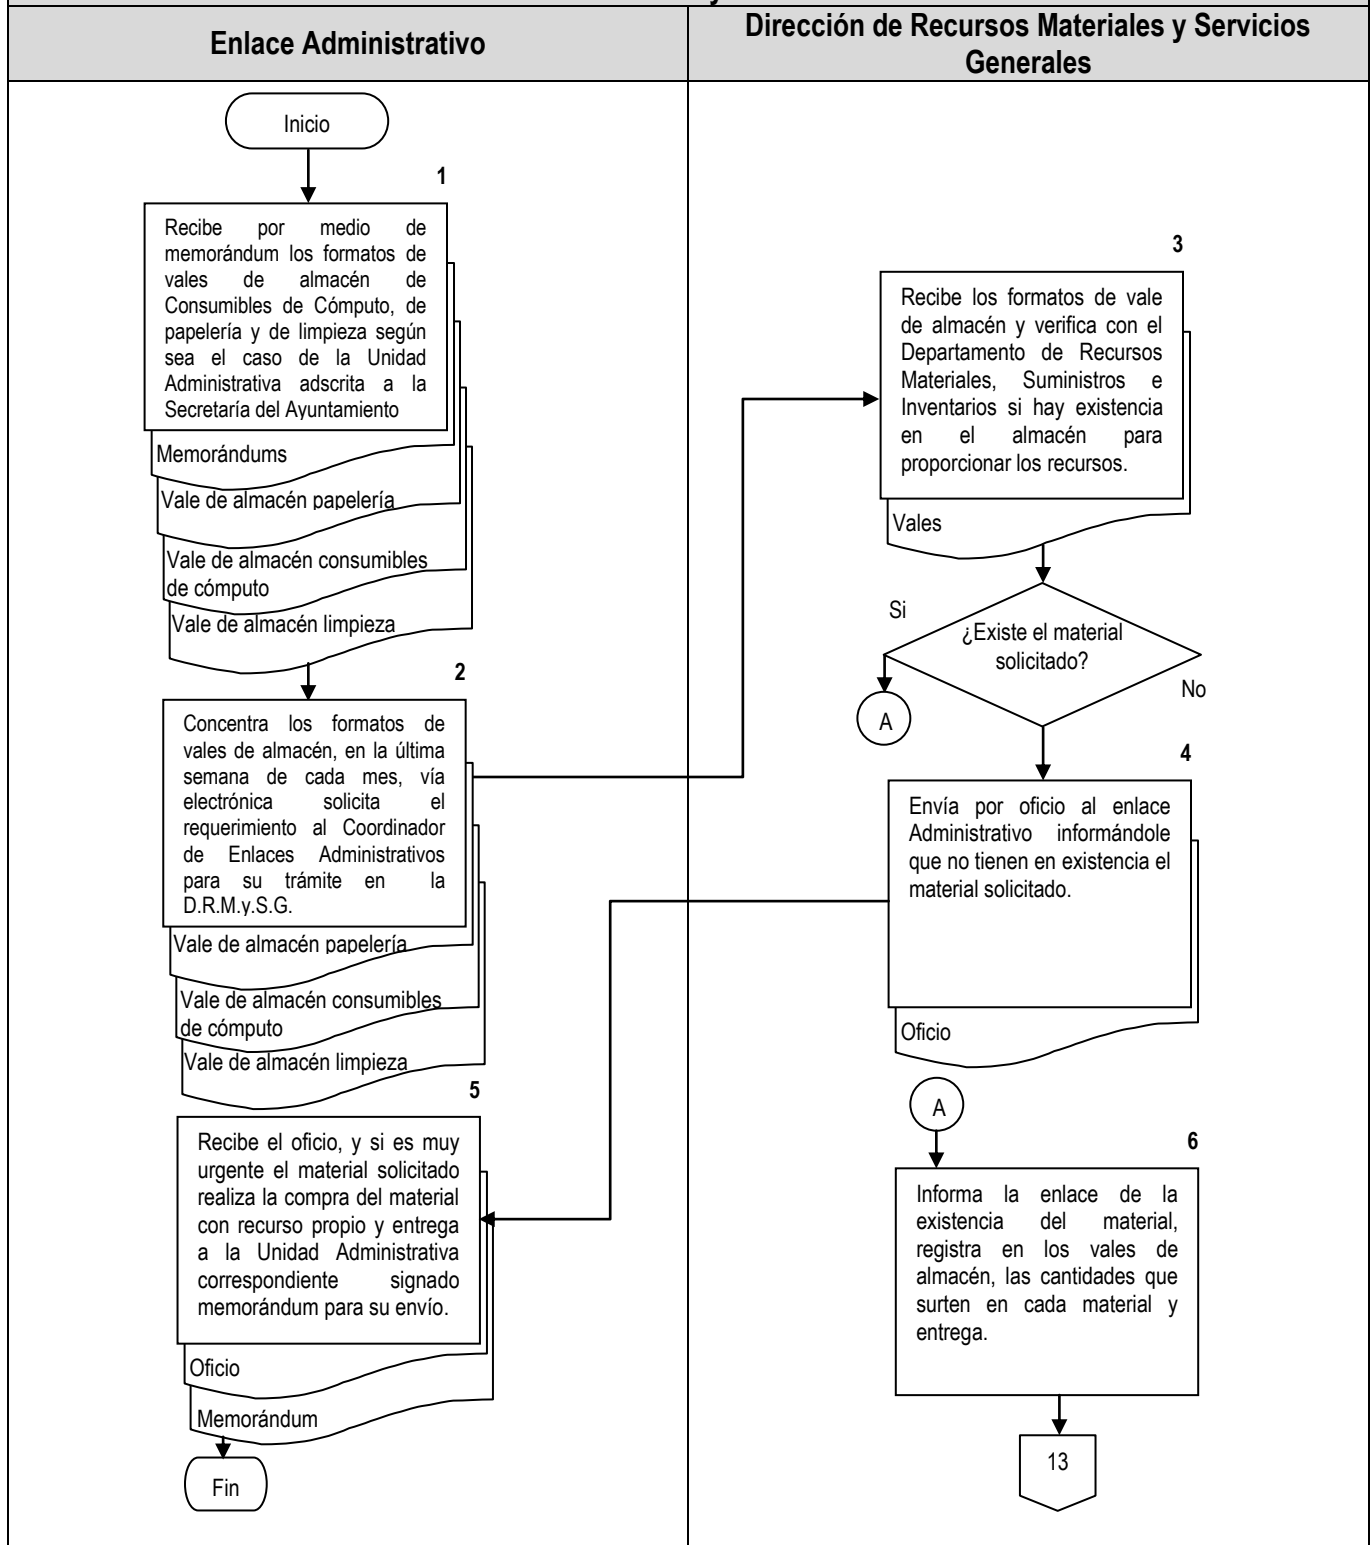 Enlace Administrativo
Dirección de Recursos Materiales y Servicios
Generales
Inicio
1
Recibe por medio de
memorándum los formatos de
vales de almacén de
Consumibles de Cómputo, de
papelería y de limpieza según
sea el caso de la Unidad
Administrativa adscrita a la
Secretaría del Ayuntamiento
Memorándums
Vale de almacén papelería
Vale de almacén consumibles
de cómputo
Vale de almacén limpieza
2
Concentra los formatos de
vales de almacén, en la última
semana de cada mes, vía
electrónica solicita el
requerimiento al Coordinador
de Enlaces Administrativos
para su trámite en la
D.R.M.y.S.G.
Vale de almacén papelería
Vale de almacén consumibles
de cómputo
Vale de almacén limpieza
3
Recibe los formatos de vale
de almacén y verifica con el
Departamento de Recursos
Materiales, Suministros e
Inventarios si hay existencia
en el almacén para
proporcionar los recursos.
Vales
¿Existe el material
solicitado?
Si
No
A
4
Envía por oficio al enlace
Administrativo informándole
que no tienen en existencia el
material solicitado.
Oficio
5
Recibe el oficio, y si es muy
urgente el material solicitado
realiza la compra del material
con recurso propio y entrega
a la Unidad Administrativa
correspondiente signado
memorándum para su envío.
Oficio
Memorándum
Fin
A
6
Informa la enlace de la
existencia del material,
registra en los vales de
almacén, las cantidades que
surten en cada material y
entrega.
13